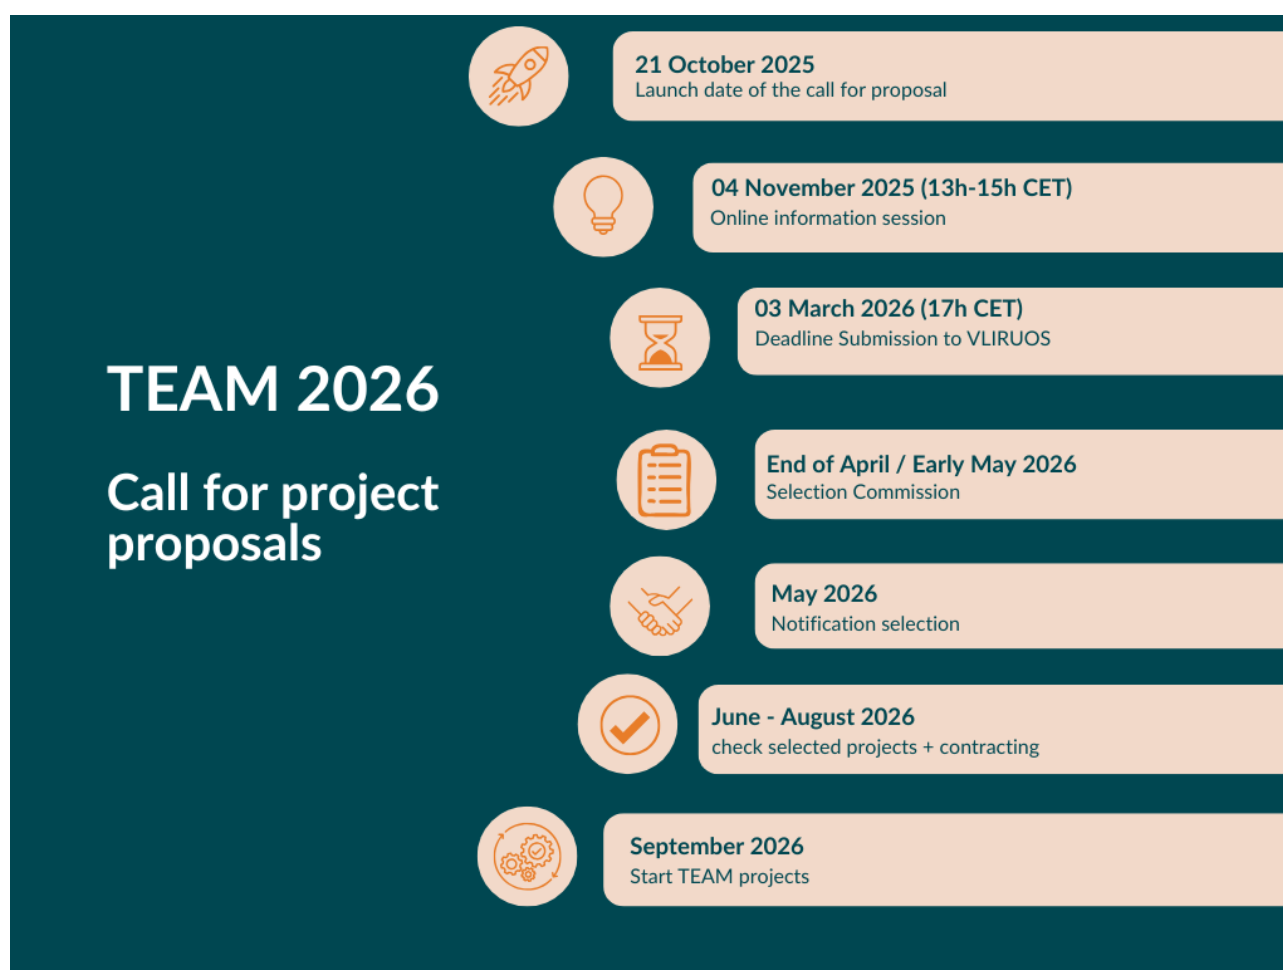 TEAM 2026
Call for project
proposals
21 October 2025
Launch date of the call for proposal
04 November 2025 (13h-15h CET)
Online information session
03 March 2026 (17h CET)
Deadline Submission to VLIRUOS
End of April / Early May 2026
Selection Commission
May 2026
Notification selection
June - August 2026
check selected projects + contracting
September 2026
Start TEAM projects